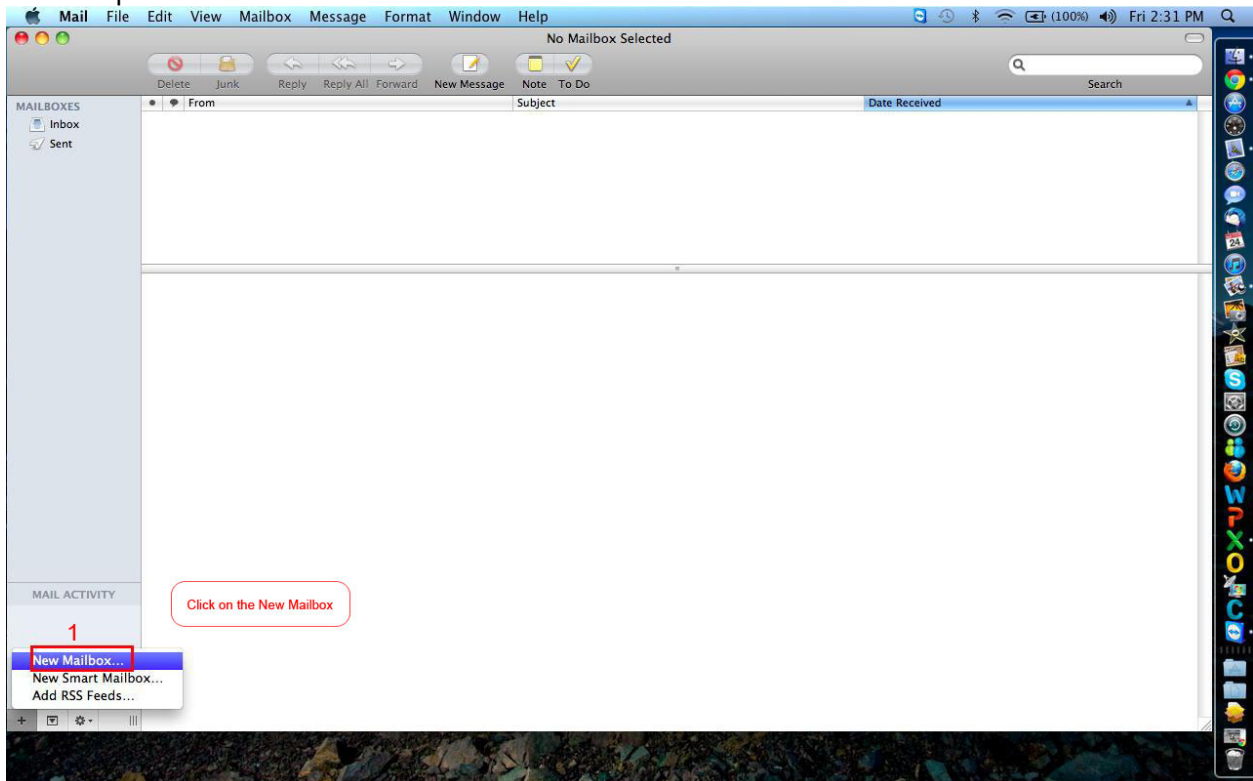 Mail File Edit View Mailbox Message Format Window Help (100%) Fri 2:31 PM
No Mailbox Selected
Delete Junk Reply Reply All Forward New Message Note To Do Search
MAILBOXES From Subject Date Received
Inbox
Sent
MAIL ACTIVITY
Click on the New Mailbox
1
New Mailbox...
New Smart Mailbox...
Add RSS Feeds...